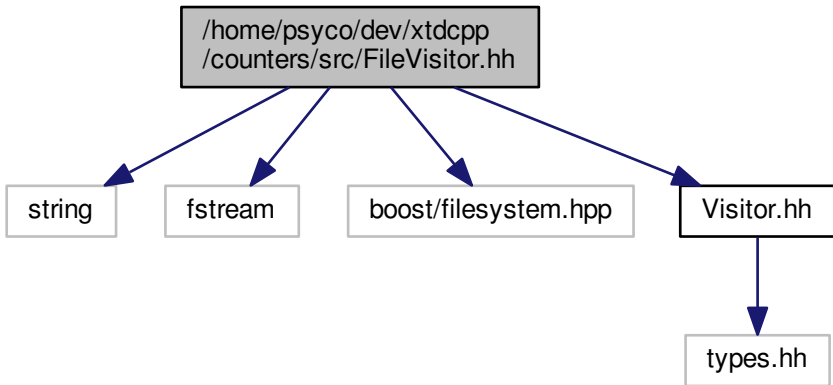 /home/psyco/dev/xtdcpp
/counters/src/FileVisitor.hh
string
fstream
boost/filesystem.hpp
Visitor.hh
types.hh